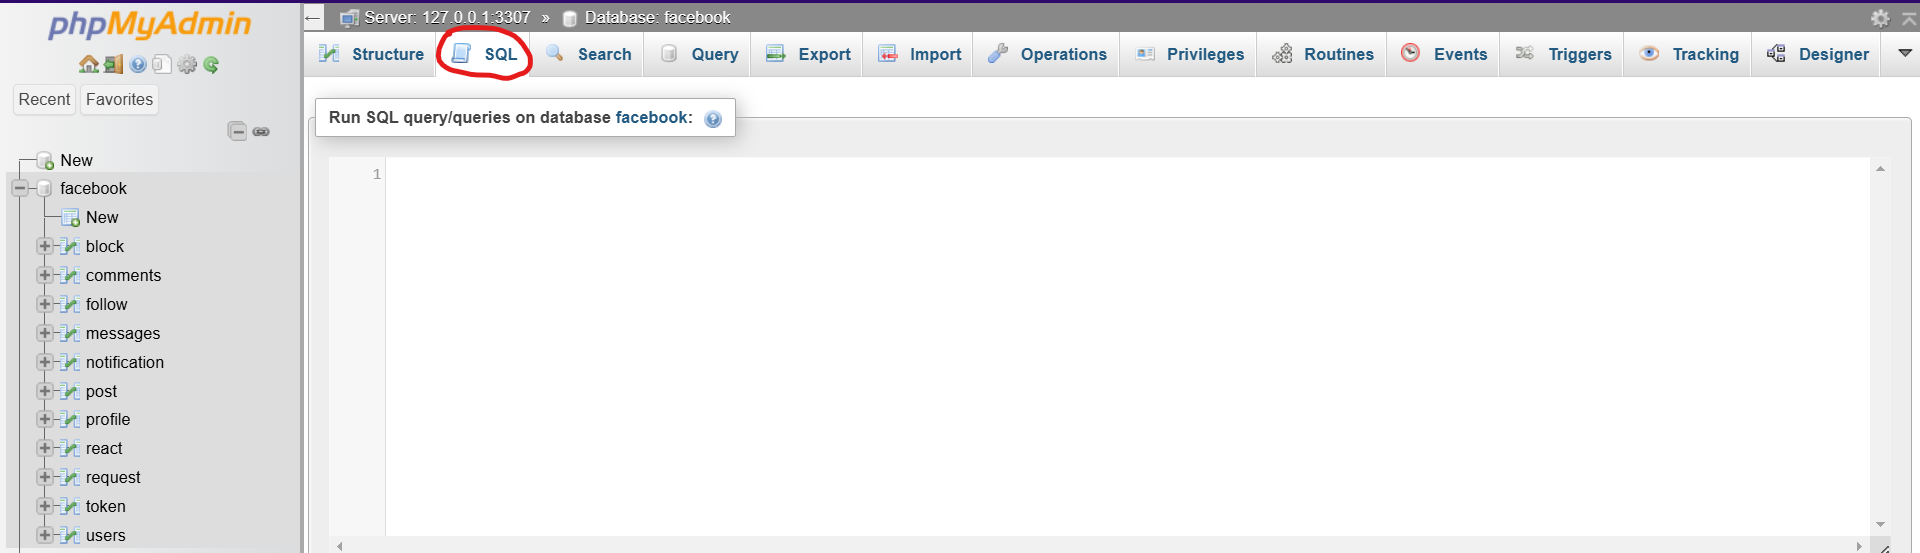 phpMyAdmin
Recent Favorites
New
facebook
New
block
comments
follow
messages
notification
post
profile
react
request
token
users
Server: 127.0.0.1:3307 » Database: facebook
Structure SQL Search Query Export Import Operations Privileges Routines Events Triggers Tracking Designer
Run SQL query/queries on database facebook:
1